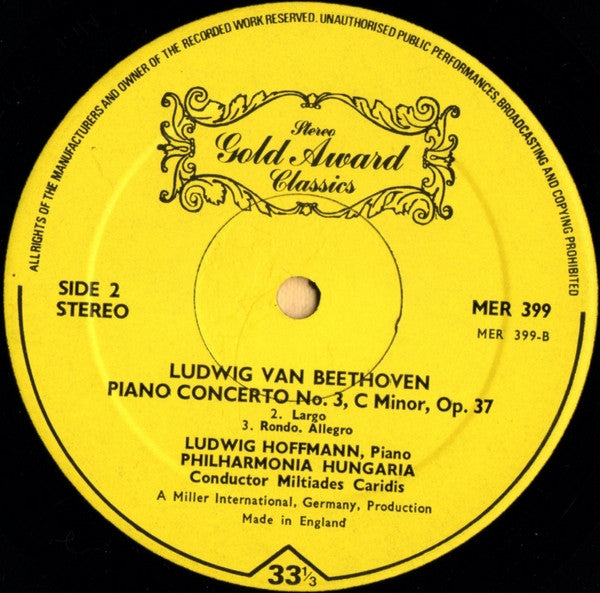 ALL RIGHTS OF THE MANUFACTURERS AND OWNER OF THE RECORDED WORK RESERVED. UNAUTHORISED PUBLIC PERFORMANCES, BROADCASTING AND COPYING PROHIBITED
Stereo
Gold Award
Classics
SIDE 2
STEREO
MER 399
MER 399-B
LUDWIG VAN BEETHOVEN
PIANO CONCERTO No. 3, C Minor, Op. 37
2. Largo
3. Rondo. Allegro
LUDWIG HOFFMANN, Piano
PHILHARMONIA HUNGARIA
Conductor Miltiades Caridis
A Miller International, Germany, Production
Made in England
33⅓